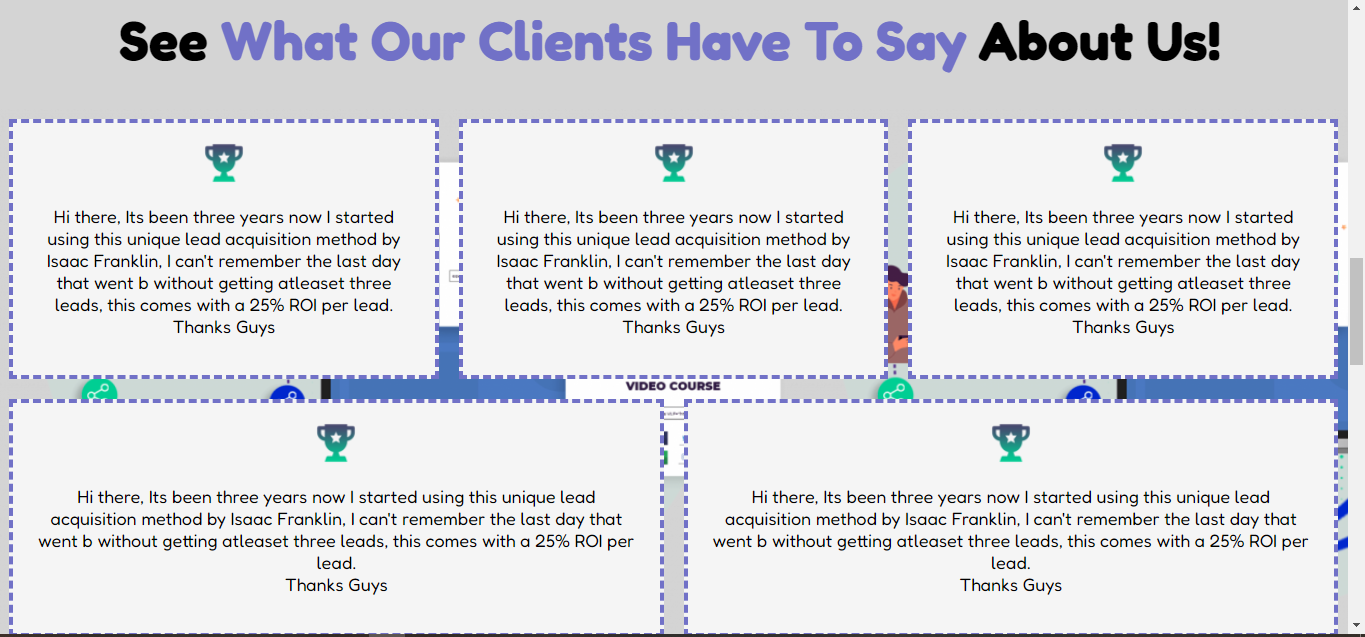 See What Our Clients Have To Say About Us!
Hi there, Its been three years now I started
using this unique lead acquisition method by
Isaac Franklin, I can't remember the last day
that went b without getting atleaset three
leads, this comes with a 25% ROI per lead.
Thanks Guys
Hi there, Its been three years now I started
using this unique lead acquisition method by
Isaac Franklin, I can't remember the last day
that went b without getting atleaset three
leads, this comes with a 25% ROI per lead.
Thanks Guys
Hi there, Its been three years now I started
using this unique lead acquisition method by
Isaac Franklin, I can't remember the last day
that went b without getting atleaset three
leads, this comes with a 25% ROI per lead.
Thanks Guys
VIDEO COURSE
Hi there, Its been three years now I started using this unique lead
acquisition method by Isaac Franklin, I can't remember the last day that
went b without getting atleaset three leads, this comes with a 25% ROI per
lead.
Thanks Guys
Hi there, Its been three years now I started using this unique lead
acquisition method by Isaac Franklin, I can't remember the last day that
went b without getting atleaset three leads, this comes with a 25% ROI per
lead.
Thanks Guys